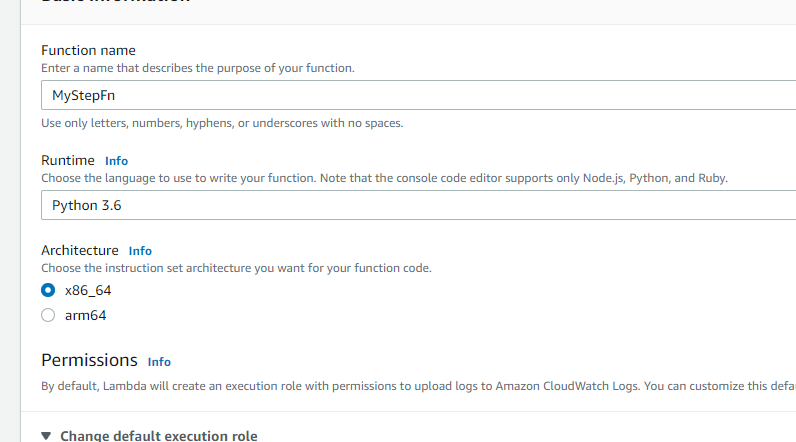 Basic information
Function name
Enter a name that describes the purpose of your function.
MyStepFn
Use only letters, numbers, hyphens, or underscores with no spaces.
Runtime Info
Choose the language to use to write your function. Note that the console code editor supports only Node.js, Python, and Ruby.
Python 3.6
Architecture Info
Choose the instruction set architecture you want for your function code.
x86_64
arm64
Permissions Info
By default, Lambda will create an execution role with permissions to upload logs to Amazon CloudWatch Logs. You can customize this defau
Change default execution role